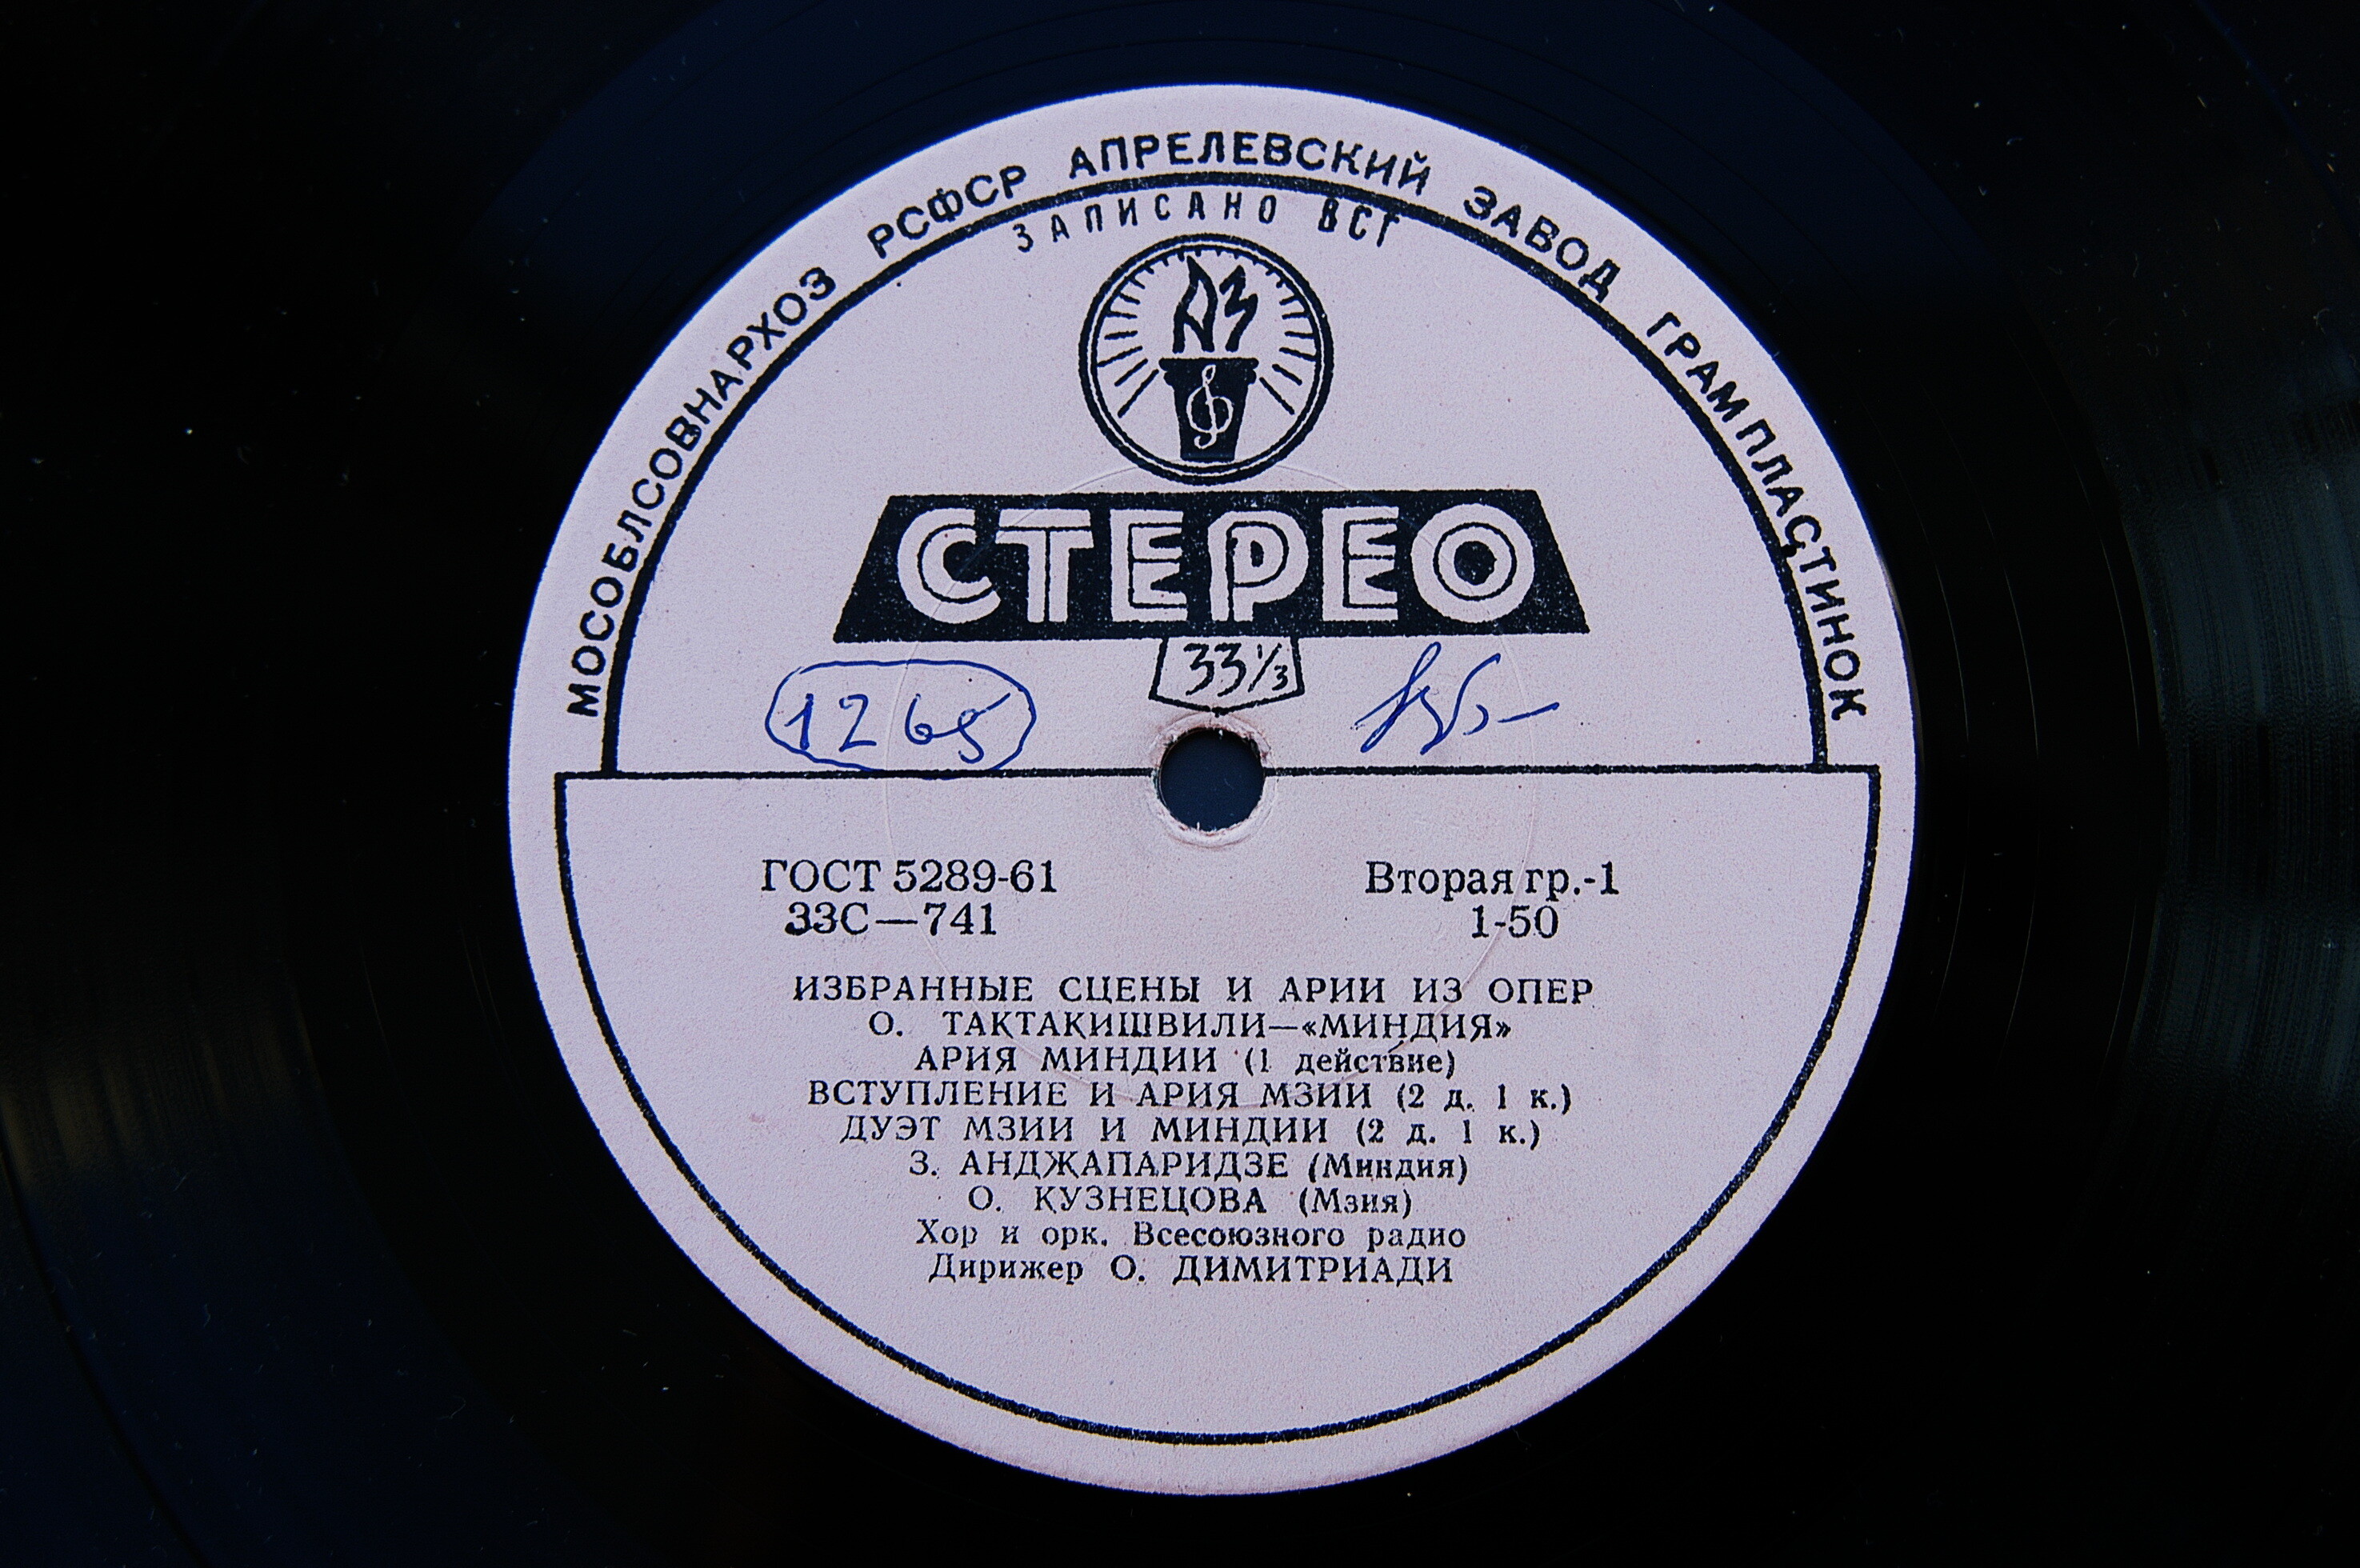 МОСОБЛСОВНАРХОЗ РСФСР АПРЕЛЕВСКИЙ ЗАВОД ГРАМПЛАСТИНОК
ЗАПИСАНО ВСГ
АЗ
СТЕРЕО
33⅓
1265
ГОСТ 5289-61 Вторая гр.-1
33С—741 1-50
ИЗБРАННЫЕ СЦЕНЫ И АРИИ ИЗ ОПЕР
О. ТАКТАКИШВИЛИ—«МИНДИЯ»
АРИЯ МИНДИИ (1 действие)
ВСТУПЛЕНИЕ И АРИЯ МЗИИ (2 д. 1 к.)
ДУЭТ МЗИИ И МИНДИИ (2 д. 1 к.)
З. АНДЖАПАРИДЗЕ (Миндия)
О. КУЗНЕЦОВА (Мзия)
Хор и орк. Всесоюзного радио
Дирижер О. ДИМИТРИАДИ